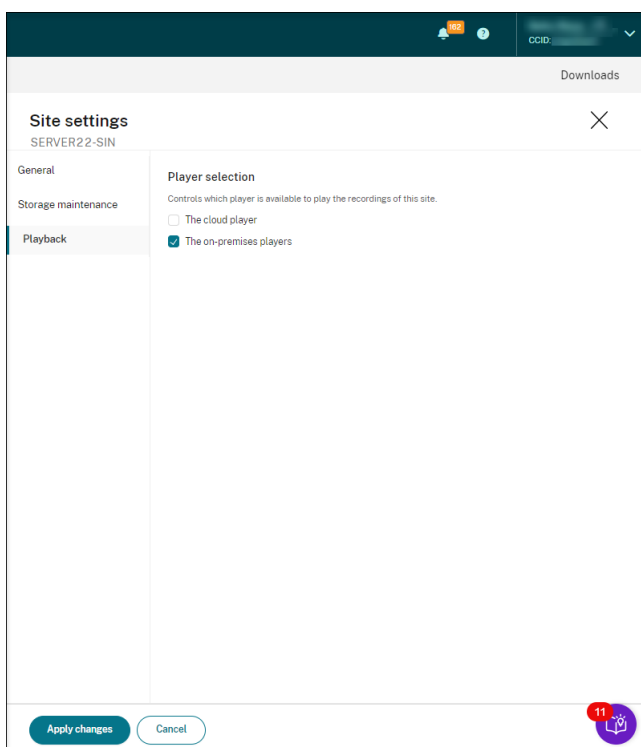 162
?
CCID:
Downloads
Site settings
SERVER22-SIN
General
Storage maintenance
Playback
Player selection
Controls which player is available to play the recordings of this site.
The cloud player
The on-premises players
Apply changes
Cancel
11